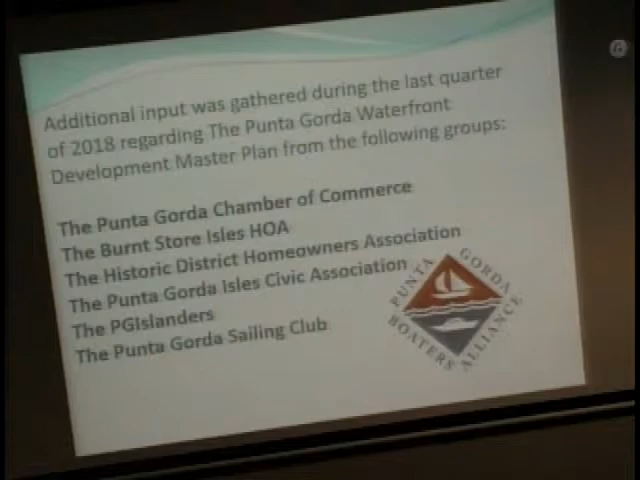 Additional input was gathered during the last quarter
of 2018 regarding The Punta Gorda Waterfront
Development Master Plan from the following groups:
The Punta Gorda Chamber of Commerce
The Burnt Store Isles HOA
The Historic District Homeowners Association
The Punta Gorda Isles Civic Association
The PGIslanders
The Punta Gorda Sailing Club
PUNTA GORDA
BOATERS ALLIANCE